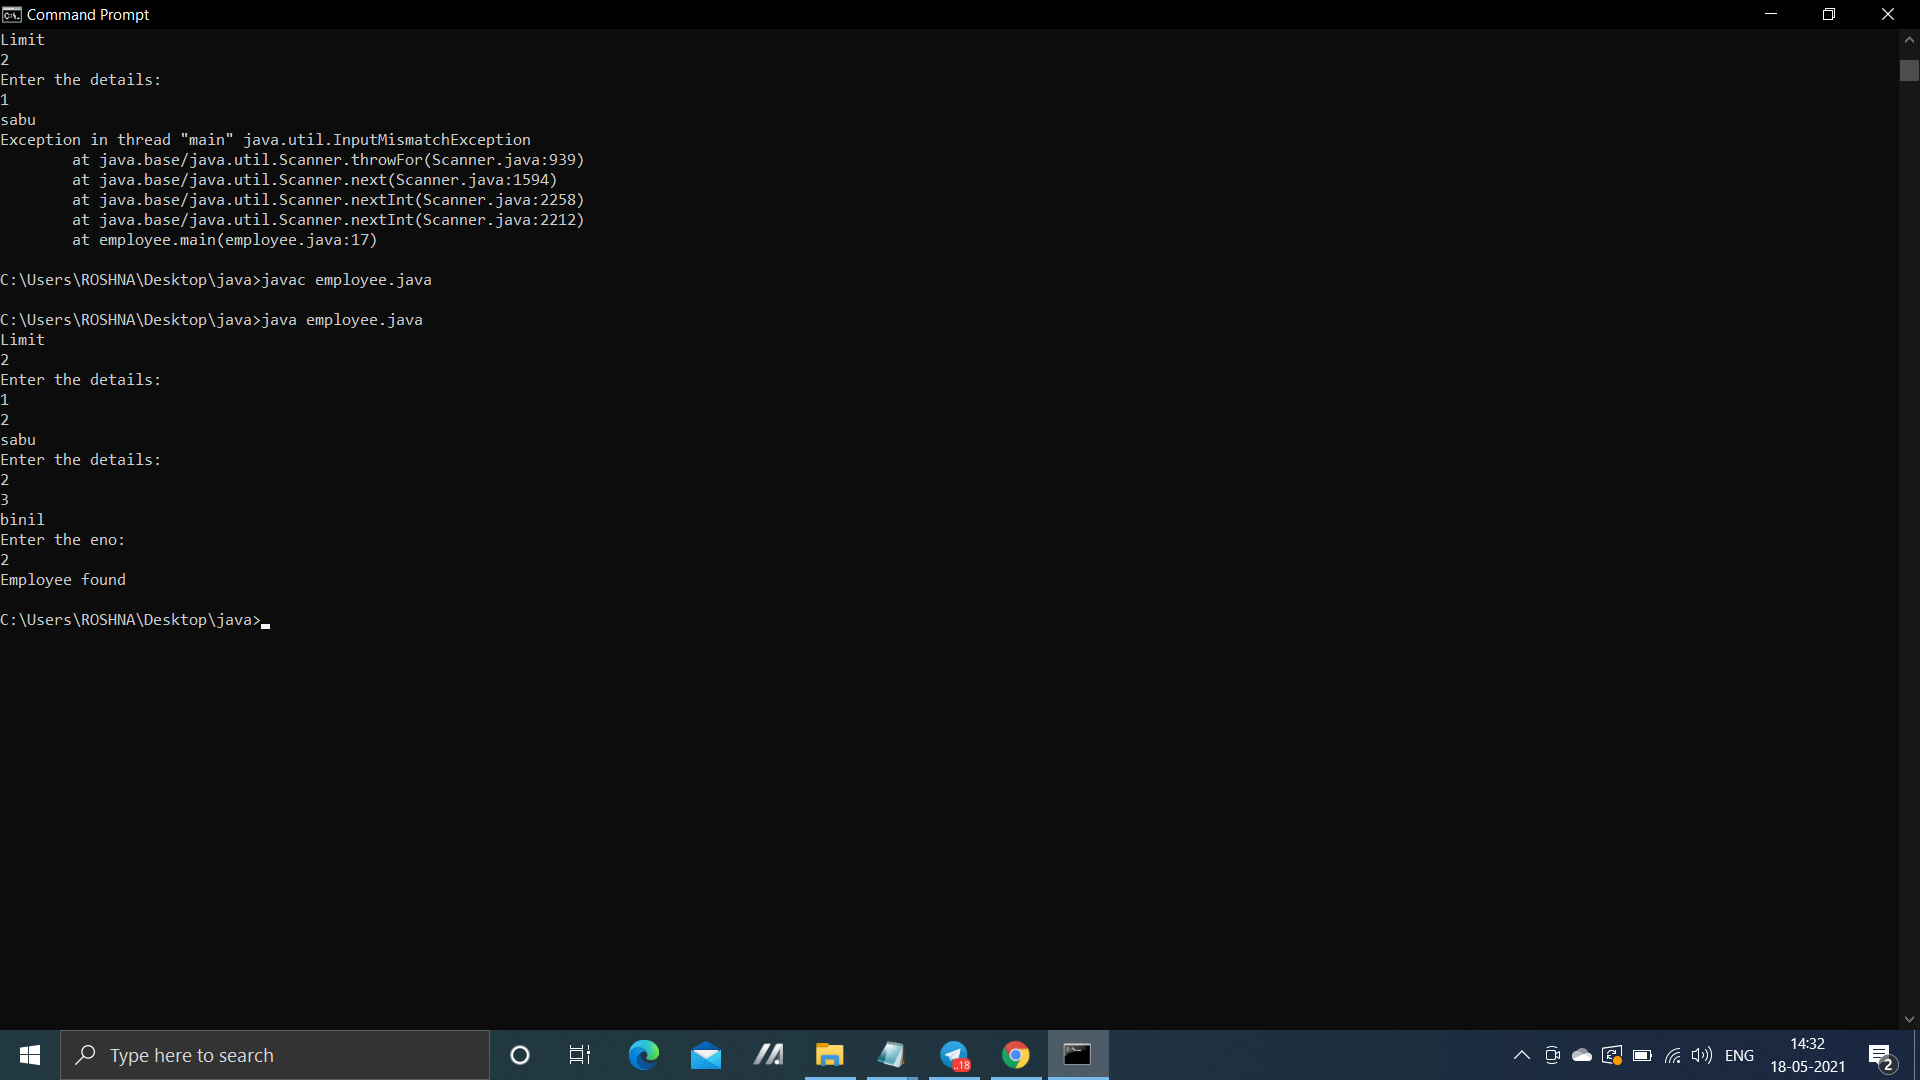 Command Prompt
Limit
2
Enter the details:
1
sabu
Exception in thread "main" java.util.InputMismatchException
        at java.base/java.util.Scanner.throwFor(Scanner.java:939)
        at java.base/java.util.Scanner.next(Scanner.java:1594)
        at java.base/java.util.Scanner.nextInt(Scanner.java:2258)
        at java.base/java.util.Scanner.nextInt(Scanner.java:2212)
        at employee.main(employee.java:17)
C:\Users\ROSHNA\Desktop\java>javac employee.java
C:\Users\ROSHNA\Desktop\java>java employee.java
Limit
2
Enter the details:
1
2
sabu
Enter the details:
2
3
binil
Enter the eno:
2
Employee found
C:\Users\ROSHNA\Desktop\java>
Type here to search
..18
ENG
14:32
18-05-2021
2